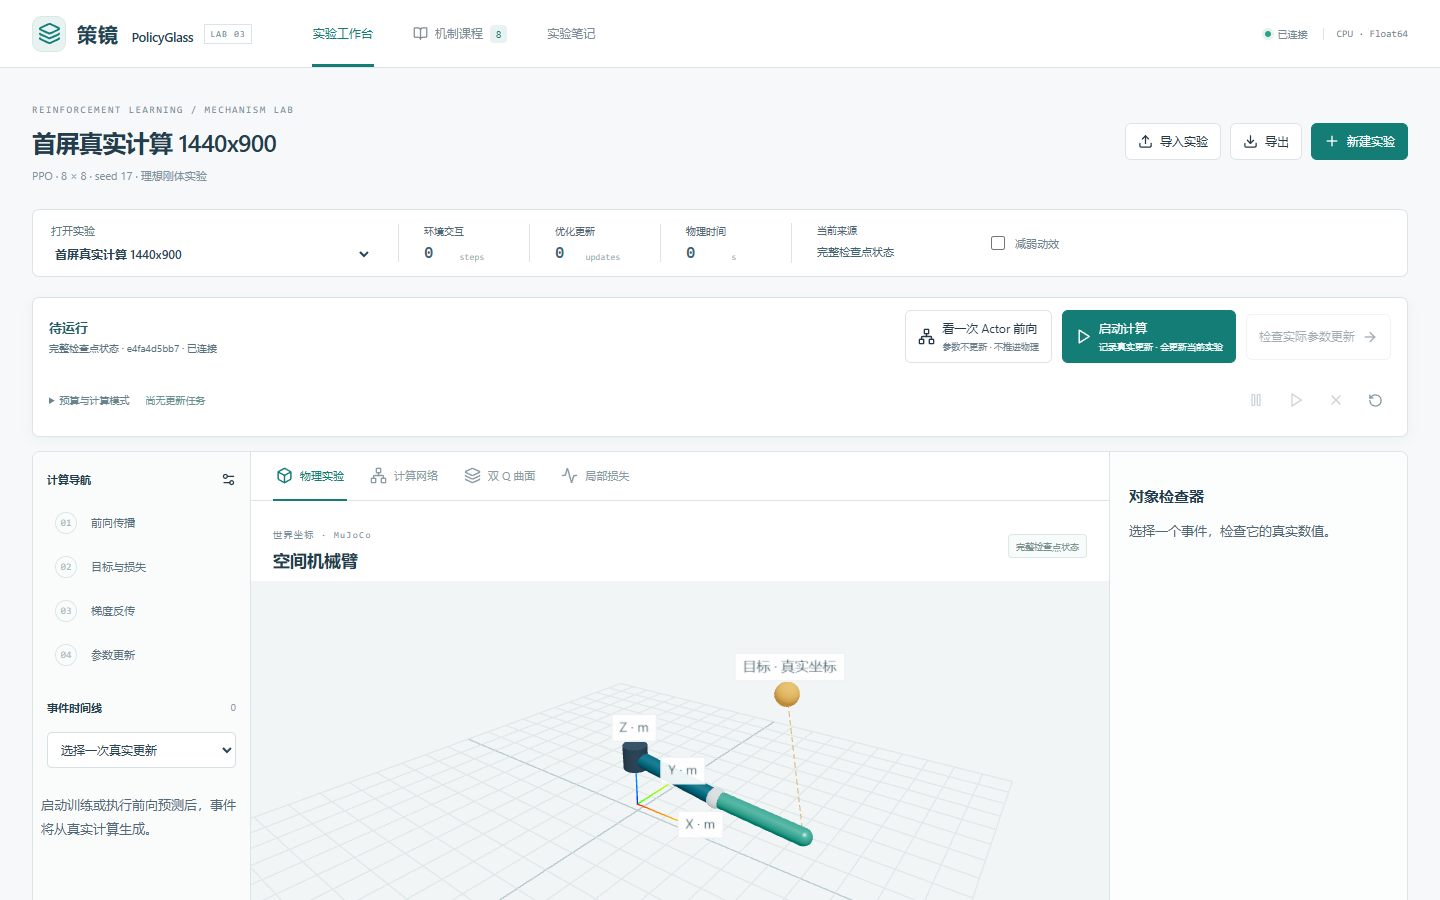 策镜 PolicyGlass LAB 03
实验工作台
机制课程 8
实验笔记
已连接
CPU · Float64
REINFORCEMENT LEARNING / MECHANISM LAB
首屏真实计算 1440x900
PPO · 8 × 8 · seed 17 · 理想刚体实验
导入实验
导出
新建实验
打开实验
首屏真实计算 1440x900
环境交互
0 steps
优化更新
0 updates
物理时间
0 s
当前来源
完整检查点状态
减弱动效
待运行
完整检查点状态 · e4fa4d5bb7 · 已连接
看一次 Actor 前向
参数不更新 · 不推进物理
启动计算
记录真实更新 · 会更新当前实验
检查实际参数更新
预算与计算模式
尚无更新任务
计算导航
01 前向传播
02 目标与损失
03 梯度反传
04 参数更新
事件时间线 0
选择一次真实更新
启动训练或执行前向预测后，事件
将从真实计算生成。
物理实验
计算网络
双 Q 曲面
局部损失
世界坐标 · MuJoCo
空间机械臂
完整检查点状态
目标 · 真实坐标
Z · m
Y · m
X · m
对象检查器
选择一个事件，检查它的真实数值。